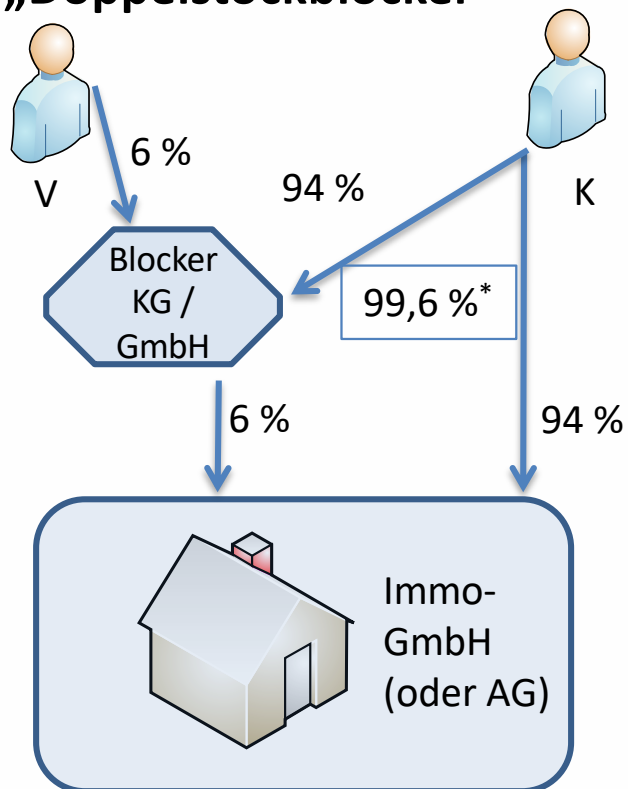 „Doppelstockblocker“
V
6 %
94 %
K
Blocker
KG /
GmbH
99,6 %*
6 %
94 %
Immo-
GmbH
(oder AG)